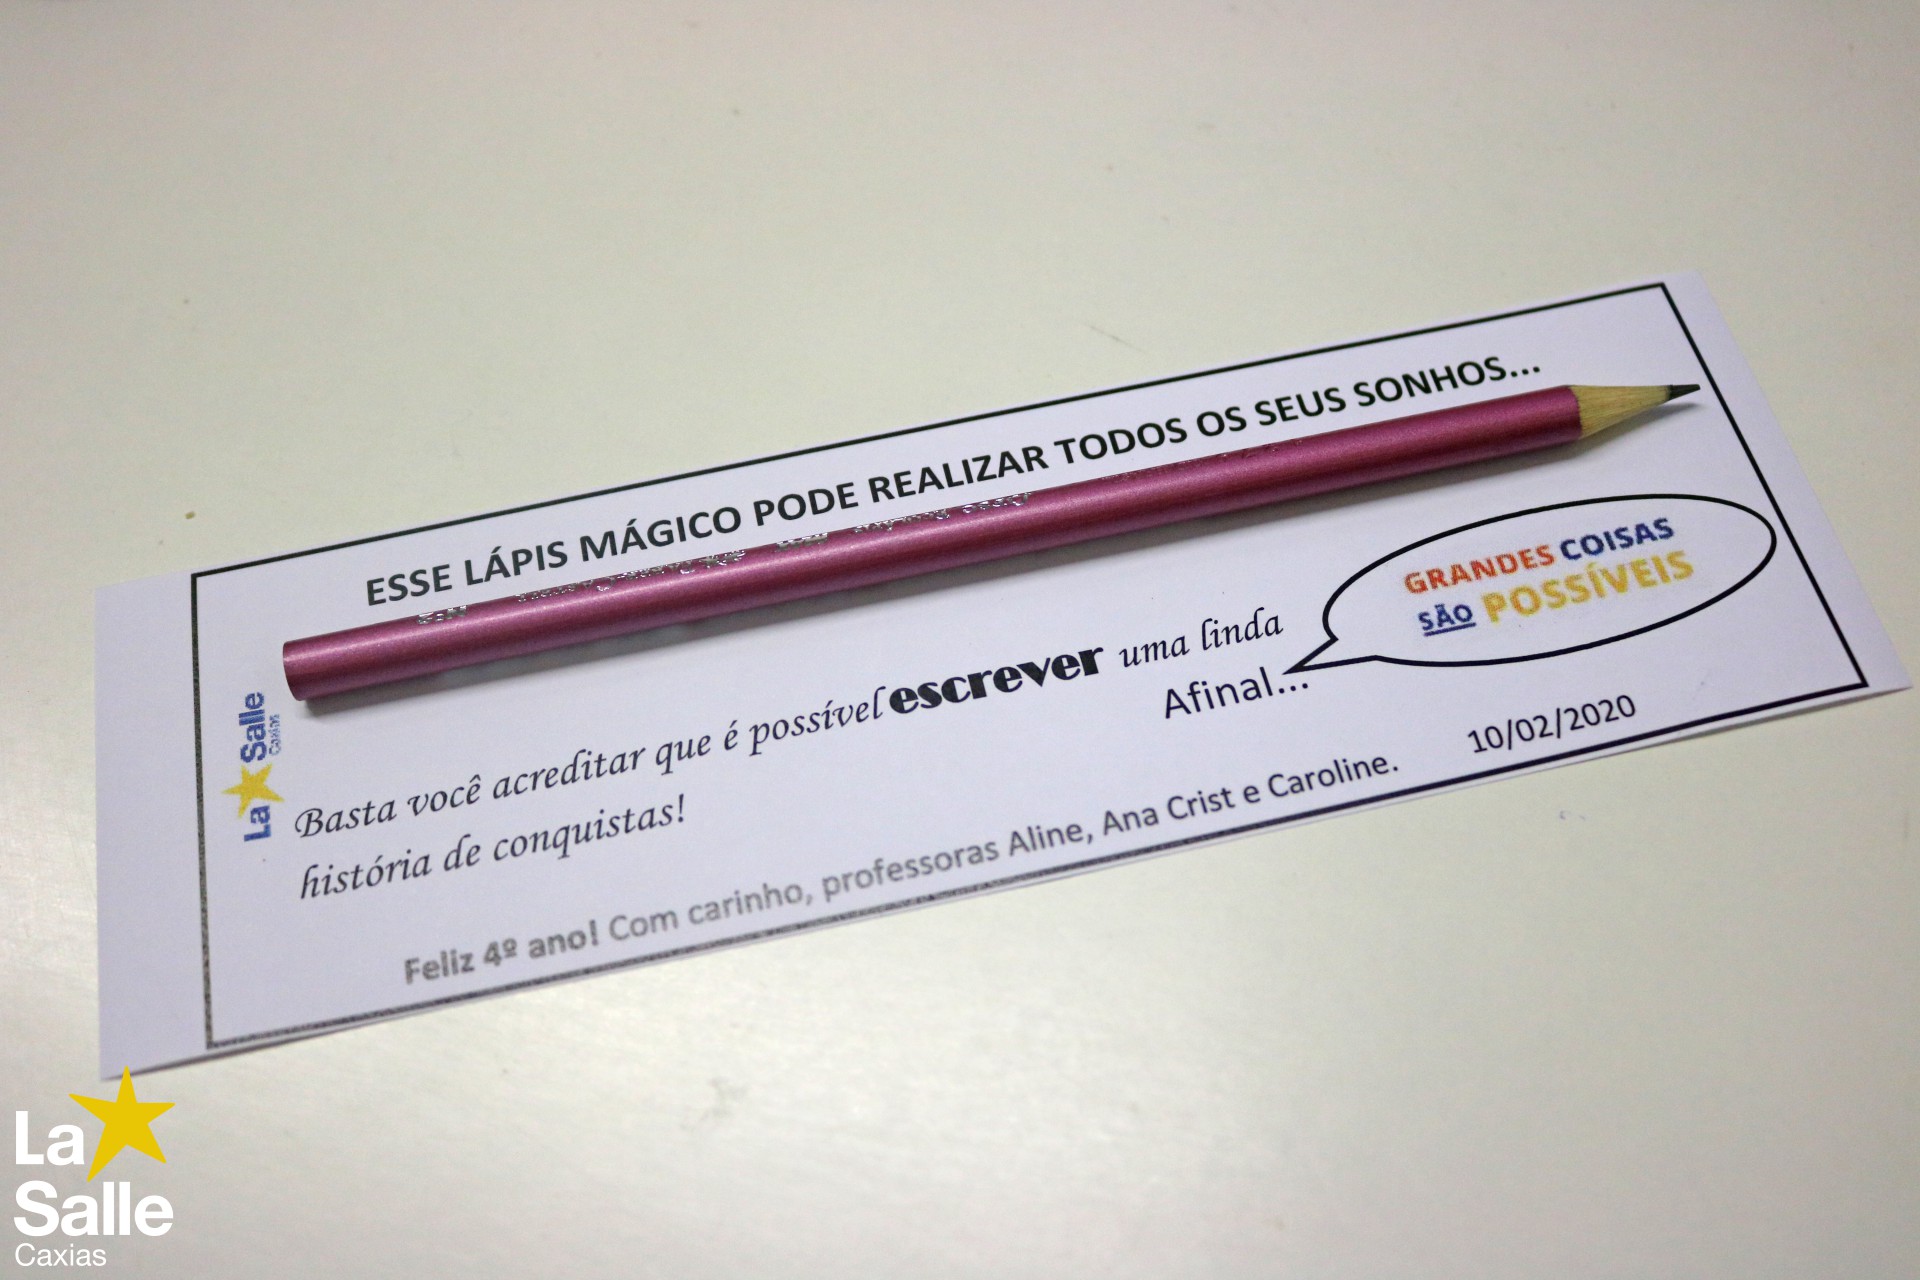 ESSE LÁPIS MÁGICO PODE REALIZAR TODOS OS SEUS SONHOS...
GRANDES COISAS
SÃO POSSÍVEIS
La Salle
Caxias
Basta você acreditar que é possível escrever uma linda
Afinal...
história de conquistas!
Feliz 4º ano! Com carinho, professoras Aline, Ana Crist e Caroline.
10/02/2020
La
Salle
Caxias